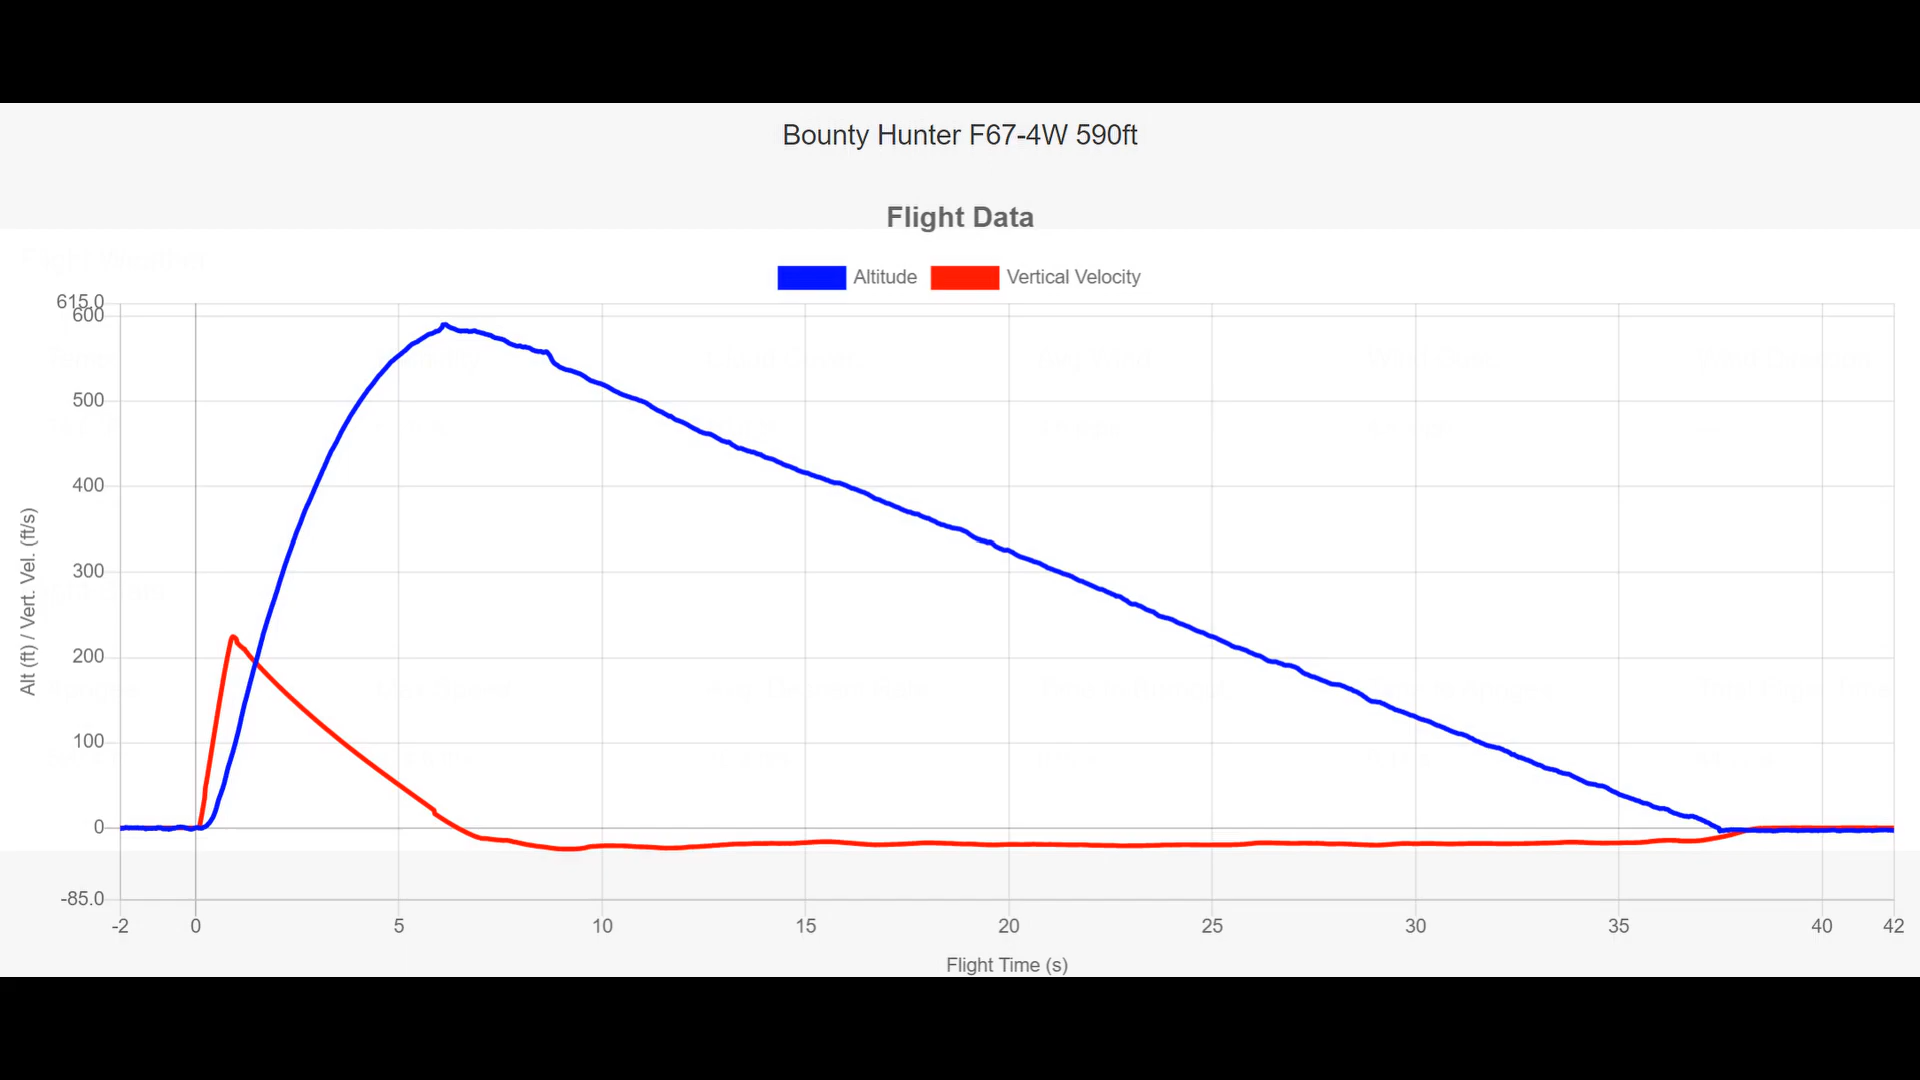 Bounty Hunter F67-4W 590ft
Flight Data
Altitude Vertical Velocity
615.0
600
500
400
300
200
100
0
-85.0
Alt (ft) / Vert. Vel. (ft/s)
-2 0 5 10 15 20 25 30 35 40 42
Flight Time (s)